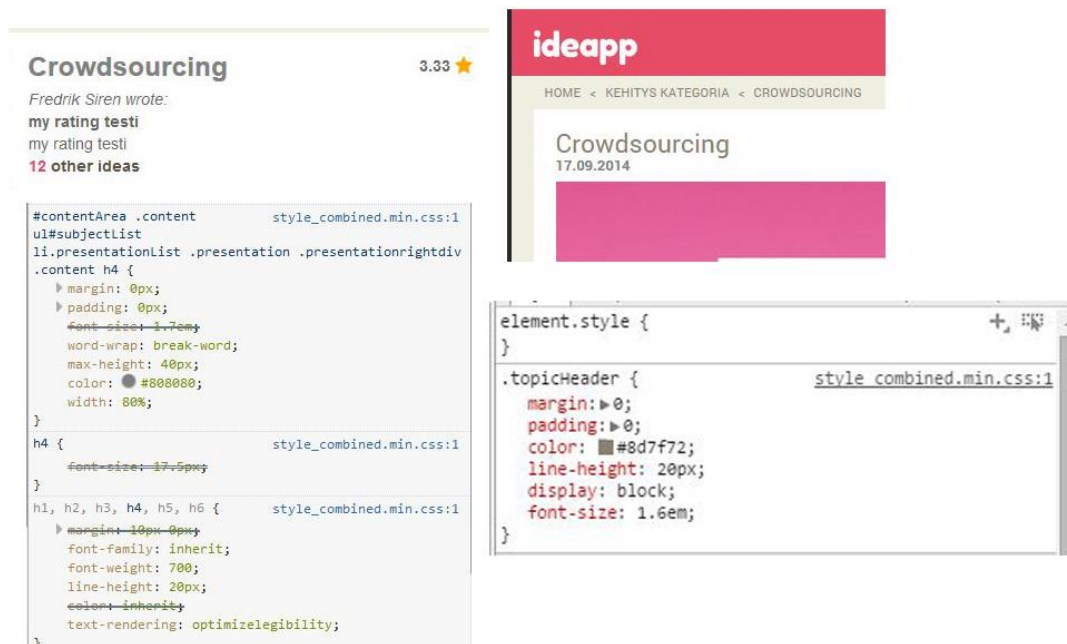 Crowdsourcing 3.33
Fredrik Siren wrote:
my rating testi
my rating testi
12 other ideas
#contentArea .content style_combined.min.css:1
ul#subjectList
li.presentationList .presentation .presentationrightdiv
.content h4 {
margin: 0px;
padding: 0px;
font-size: 1.7em;
word-wrap: break-word;
max-height: 40px;
color: #808080;
width: 80%;
}
h4 { style_combined.min.css:1
font-size: 17.5px;
}
h1, h2, h3, h4, h5, h6 { style_combined.min.css:1
margin: 10px 0px;
font-family: inherit;
font-weight: 700;
line-height: 20px;
color: inherit;
text-rendering: optimizelegibility;
}
ideapp
HOME < KEHITYS KATEGORIA < CROWDSOURCING
Crowdsourcing
17.09.2014
element.style {
}
.topicHeader { style_combined.min.css:1
margin: 0;
padding: 0;
color: #8d7f72;
line-height: 20px;
display: block;
font-size: 1.6em;
}